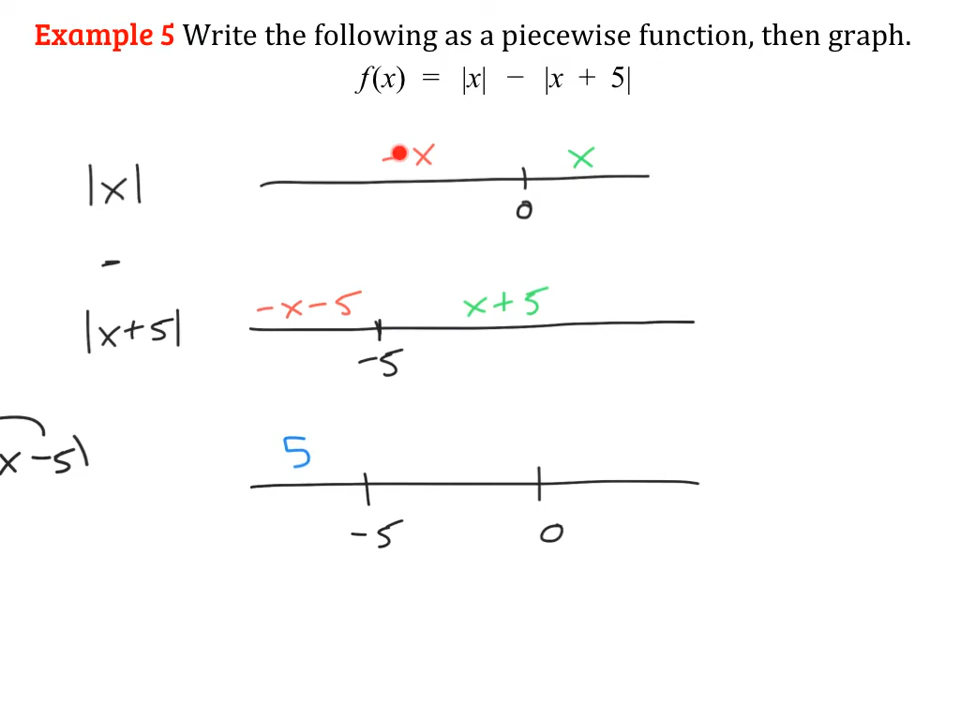 Example 5 Write the following as a piecewise function, then graph.
f(x) = |x| − |x + 5|
-x x
|x|
0
-
-x-5 x+5
|x+5|
-5
5
x-5)
-5 0